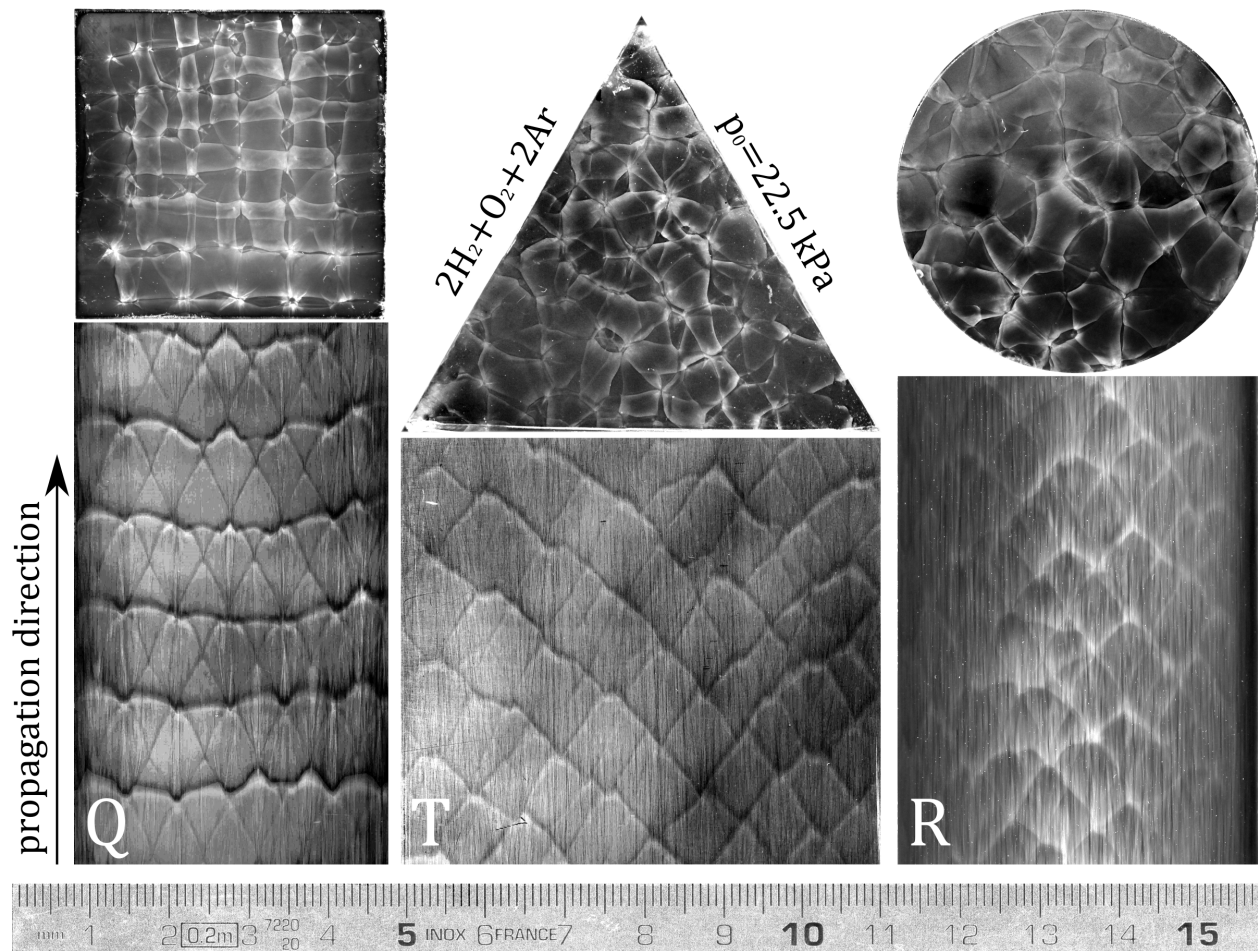 2H₂+O₂+2Ar
p₀=22.5 kPa
propagation direction
Q
T
R
mm 1 2 0.2m 3 7220 4 5 INOX 6 FRANCE 7 8 9 10 11 12 13 14 15
20